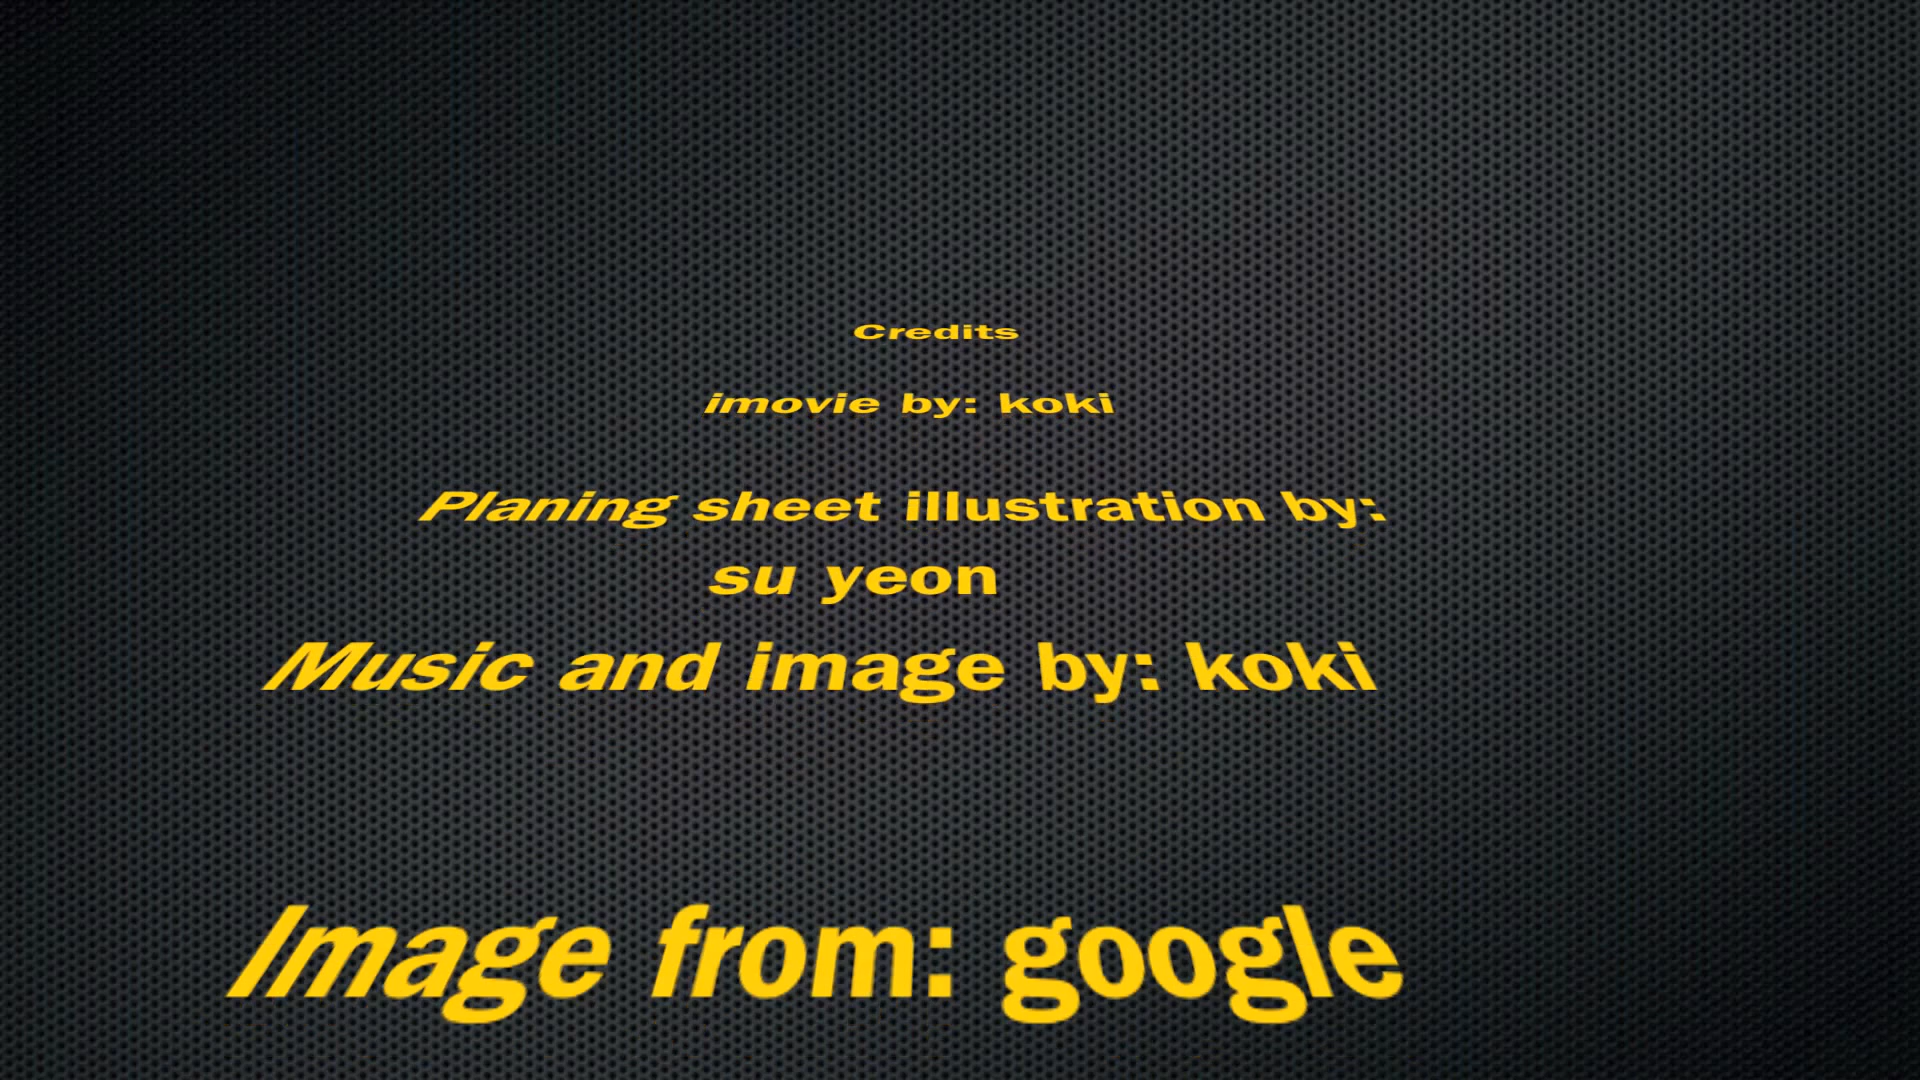 Credits
imovie by: koki
Planing sheet illustration by:
su yeon
Music and image by: koki
Image from: google